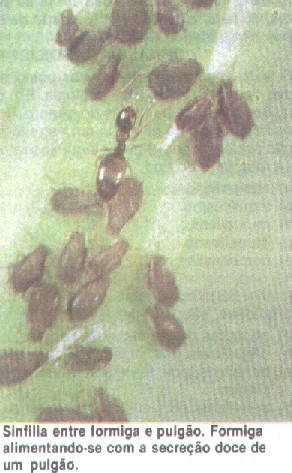 Sinfilia entre formiga e pulgão. Formiga
alimentando-se com a secreção doce de
um pulgão.